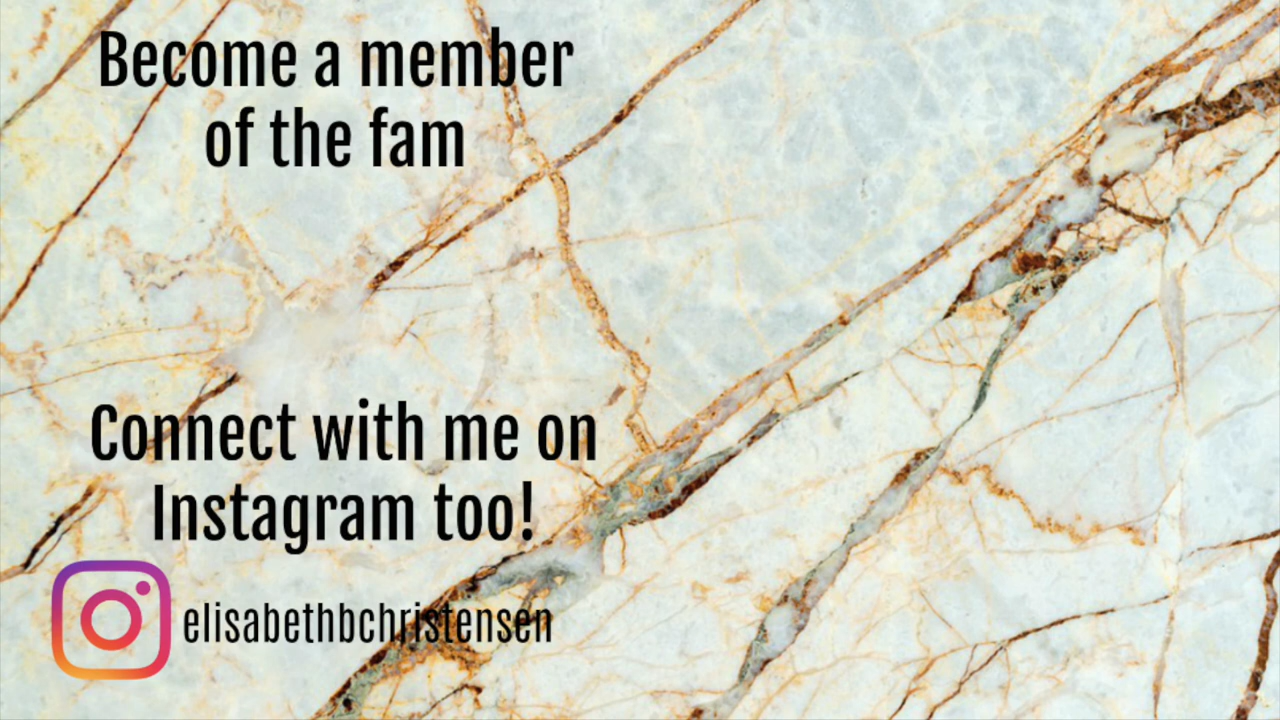 Become a member
of the fam
Connect with me on
Instagram too!
elisabethbchristensen